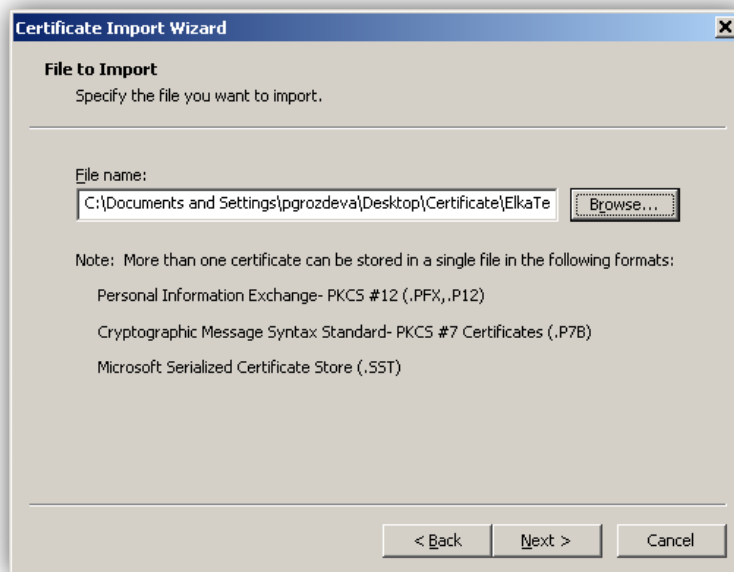 Certificate Import Wizard
File to Import
Specify the file you want to import.
File name:
C:\Documents and Settings\pgrozdeva\Desktop\Certificate\ElkaTe
Browse...
Note: More than one certificate can be stored in a single file in the following formats:
Personal Information Exchange- PKCS #12 (.PFX,.P12)
Cryptographic Message Syntax Standard- PKCS #7 Certificates (.P7B)
Microsoft Serialized Certificate Store (.SST)
< Back
Next >
Cancel